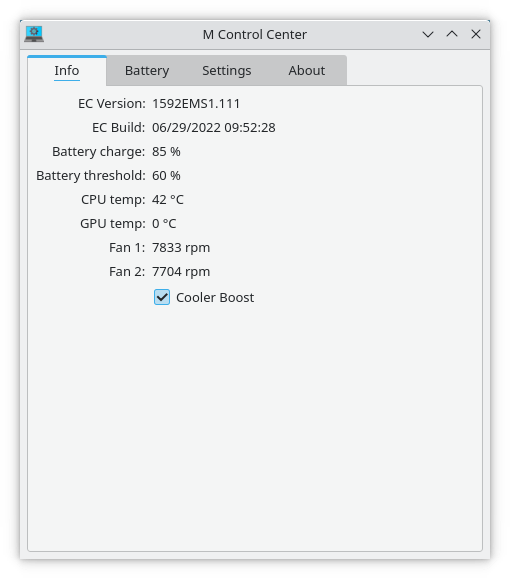 M Control Center
Info Battery Settings About
EC Version: 1592EMS1.111
EC Build: 06/29/2022 09:52:28
Battery charge: 85 %
Battery threshold: 60 %
CPU temp: 42 °C
GPU temp: 0 °C
Fan 1: 7833 rpm
Fan 2: 7704 rpm
Cooler Boost